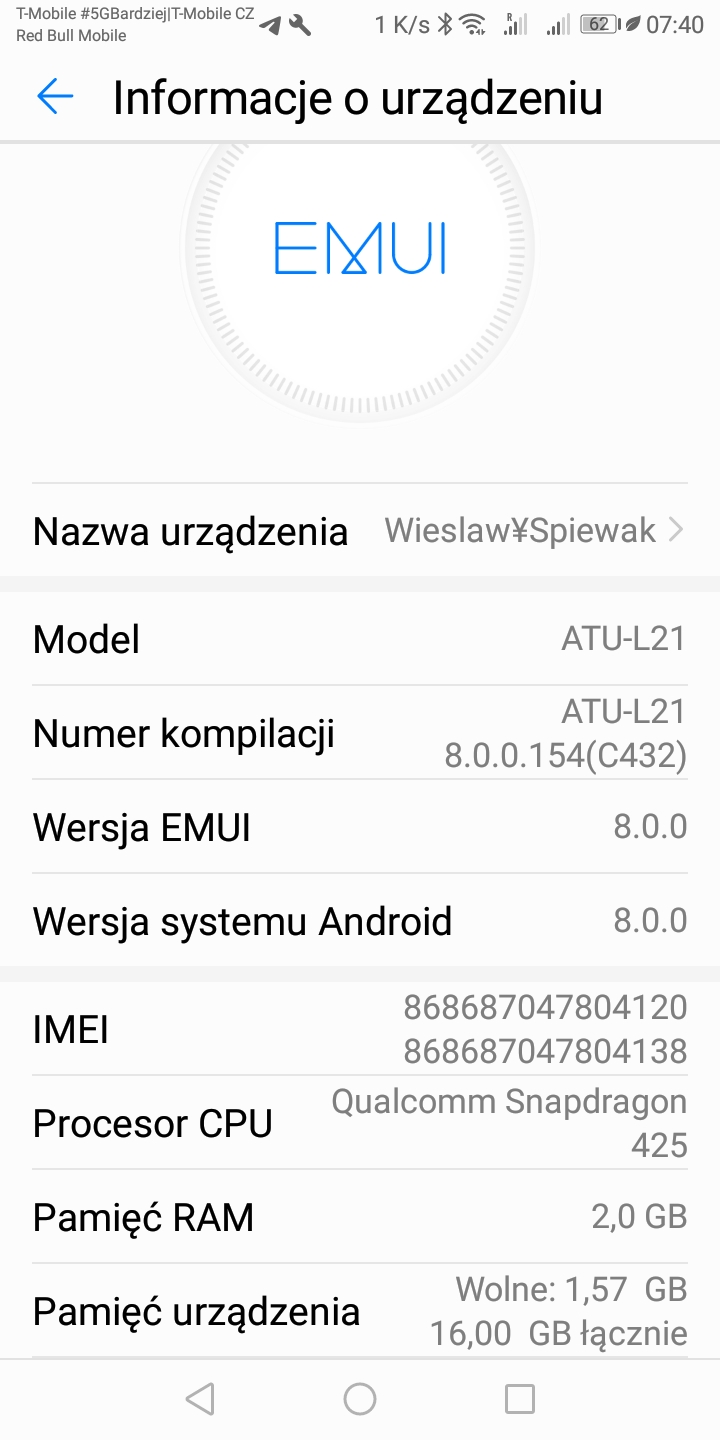 T-Mobile #5GBardziej|T-Mobile CZ
Red Bull Mobile
1 K/s R 62 07:40
Informacje o urządzeniu
EMUI
Nazwa urządzenia Wieslaw¥Spiewak
Model ATU-L21
Numer kompilacji ATU-L21
8.0.0.154(C432)
Wersja EMUI 8.0.0
Wersja systemu Android 8.0.0
IMEI 868687047804120
868687047804138
Procesor CPU Qualcomm Snapdragon
425
Pamięć RAM 2,0 GB
Pamięć urządzenia Wolne: 1,57 GB
16,00 GB łącznie